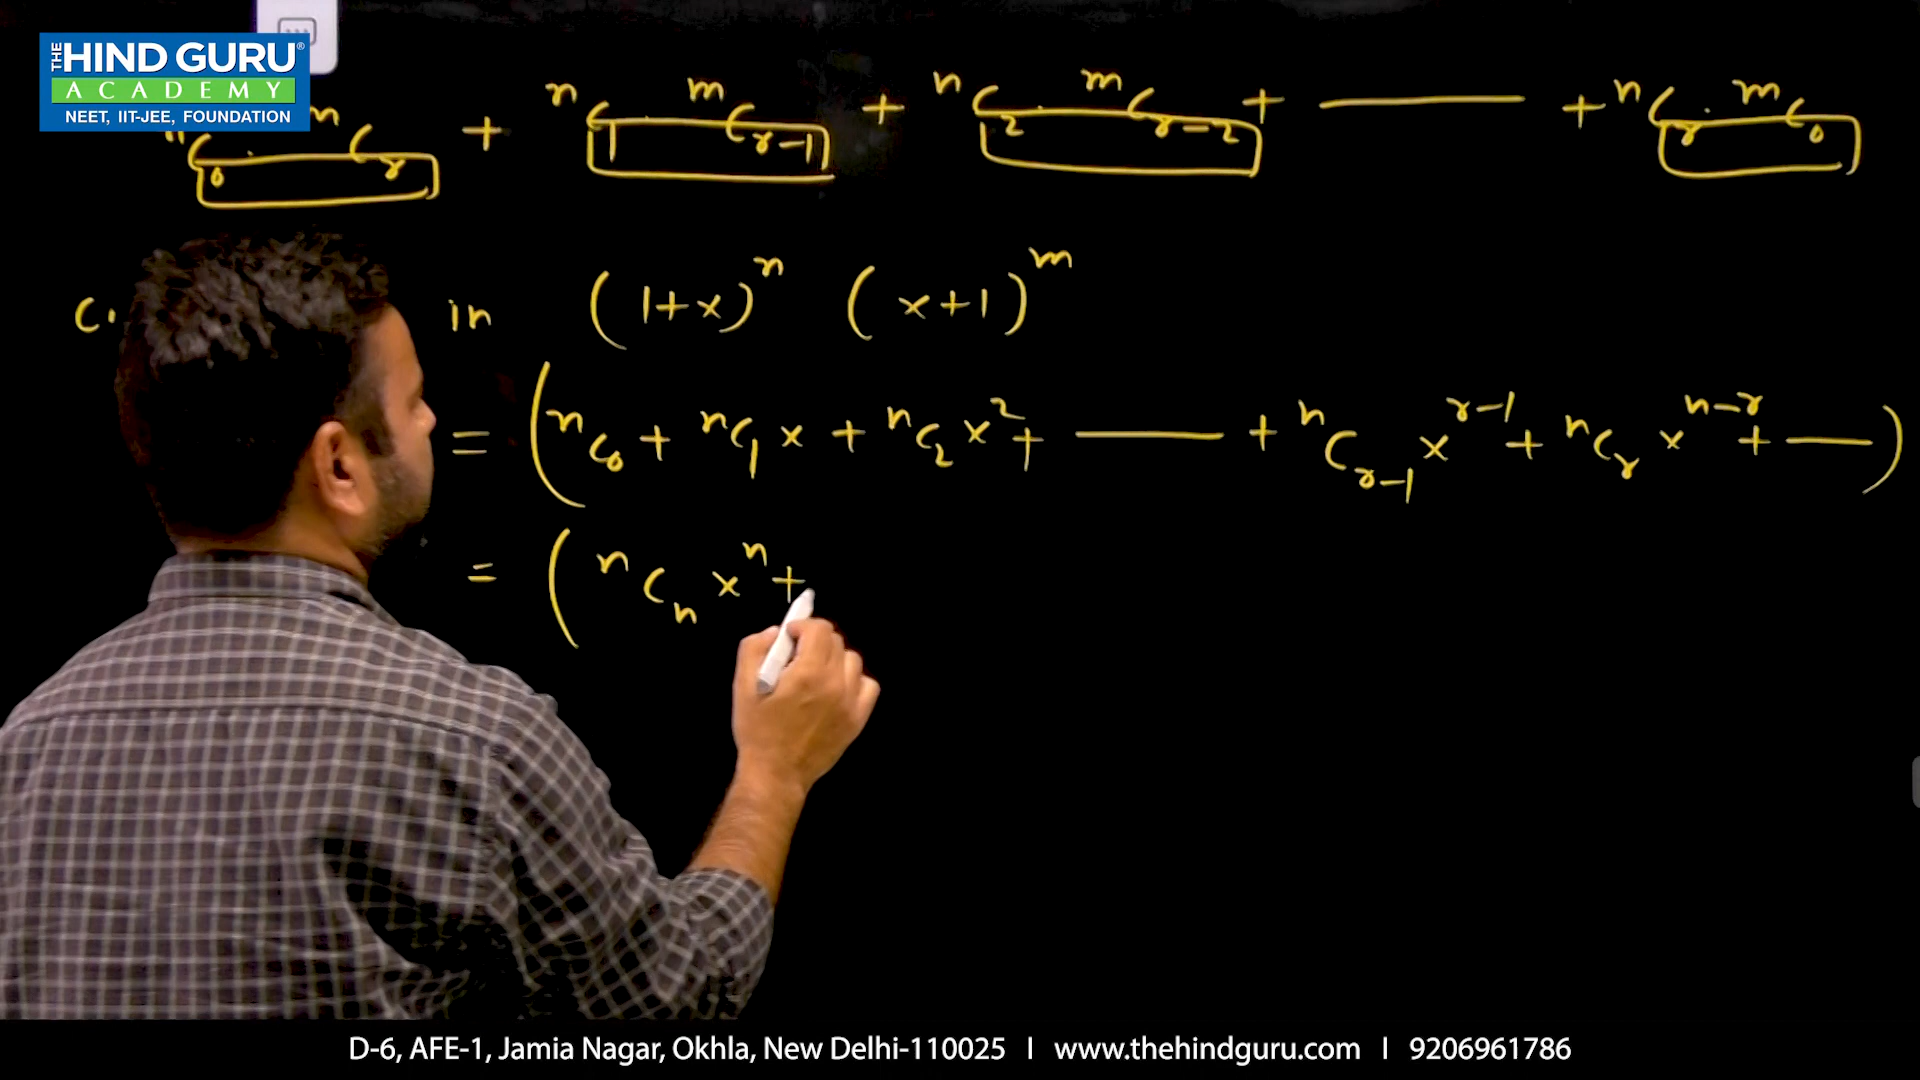 THE HIND GURU®
ACADEMY
NEET, IIT-JEE, FOUNDATION
ⁿC₀ . ᵐCᵣ + ⁿC₁ ᵐCᵣ₋₁ + ⁿC₂ . ᵐCᵣ₋₂ + —— + ⁿCᵣ . ᵐC₀
in (1+x)ⁿ (x+1)ᵐ
= (ⁿC₀ + ⁿC₁ x + ⁿC₂ x² + —— + ⁿCᵣ₋₁ x^(r-1) + ⁿCᵣ x^(n-r) + ——)
= (ⁿCₙ xⁿ +
D-6, AFE-1, Jamia Nagar, Okhla, New Delhi-110025 I www.thehindguru.com I 9206961786